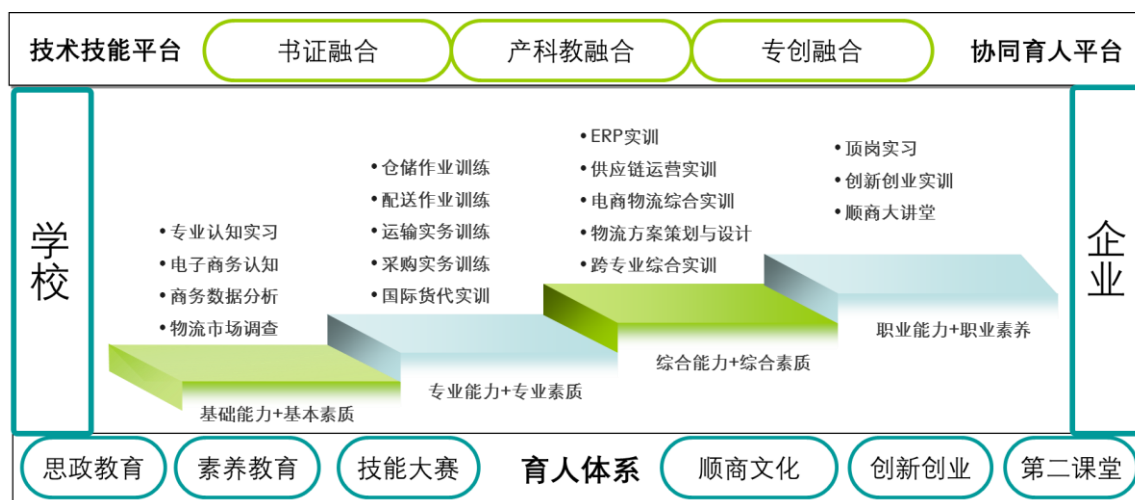 技术技能平台 书证融合 产科教融合 专创融合 协同育人平台
学校
• 专业认知实习
• 电子商务认知
• 商务数据分析
• 物流市场调查
基础能力+基本素质
• 仓储作业训练
• 配送作业训练
• 运输实务训练
• 采购实务训练
• 国际货代实训
专业能力+专业素质
• ERP实训
• 供应链运营实训
• 电商物流综合实训
• 物流方案策划与设计
• 跨专业综合实训
综合能力+综合素质
• 顶岗实习
• 创新创业实训
• 顺商大讲堂
职业能力+职业素养
企业
思政教育 素养教育 技能大赛 育人体系 顺商文化 创新创业 第二课堂